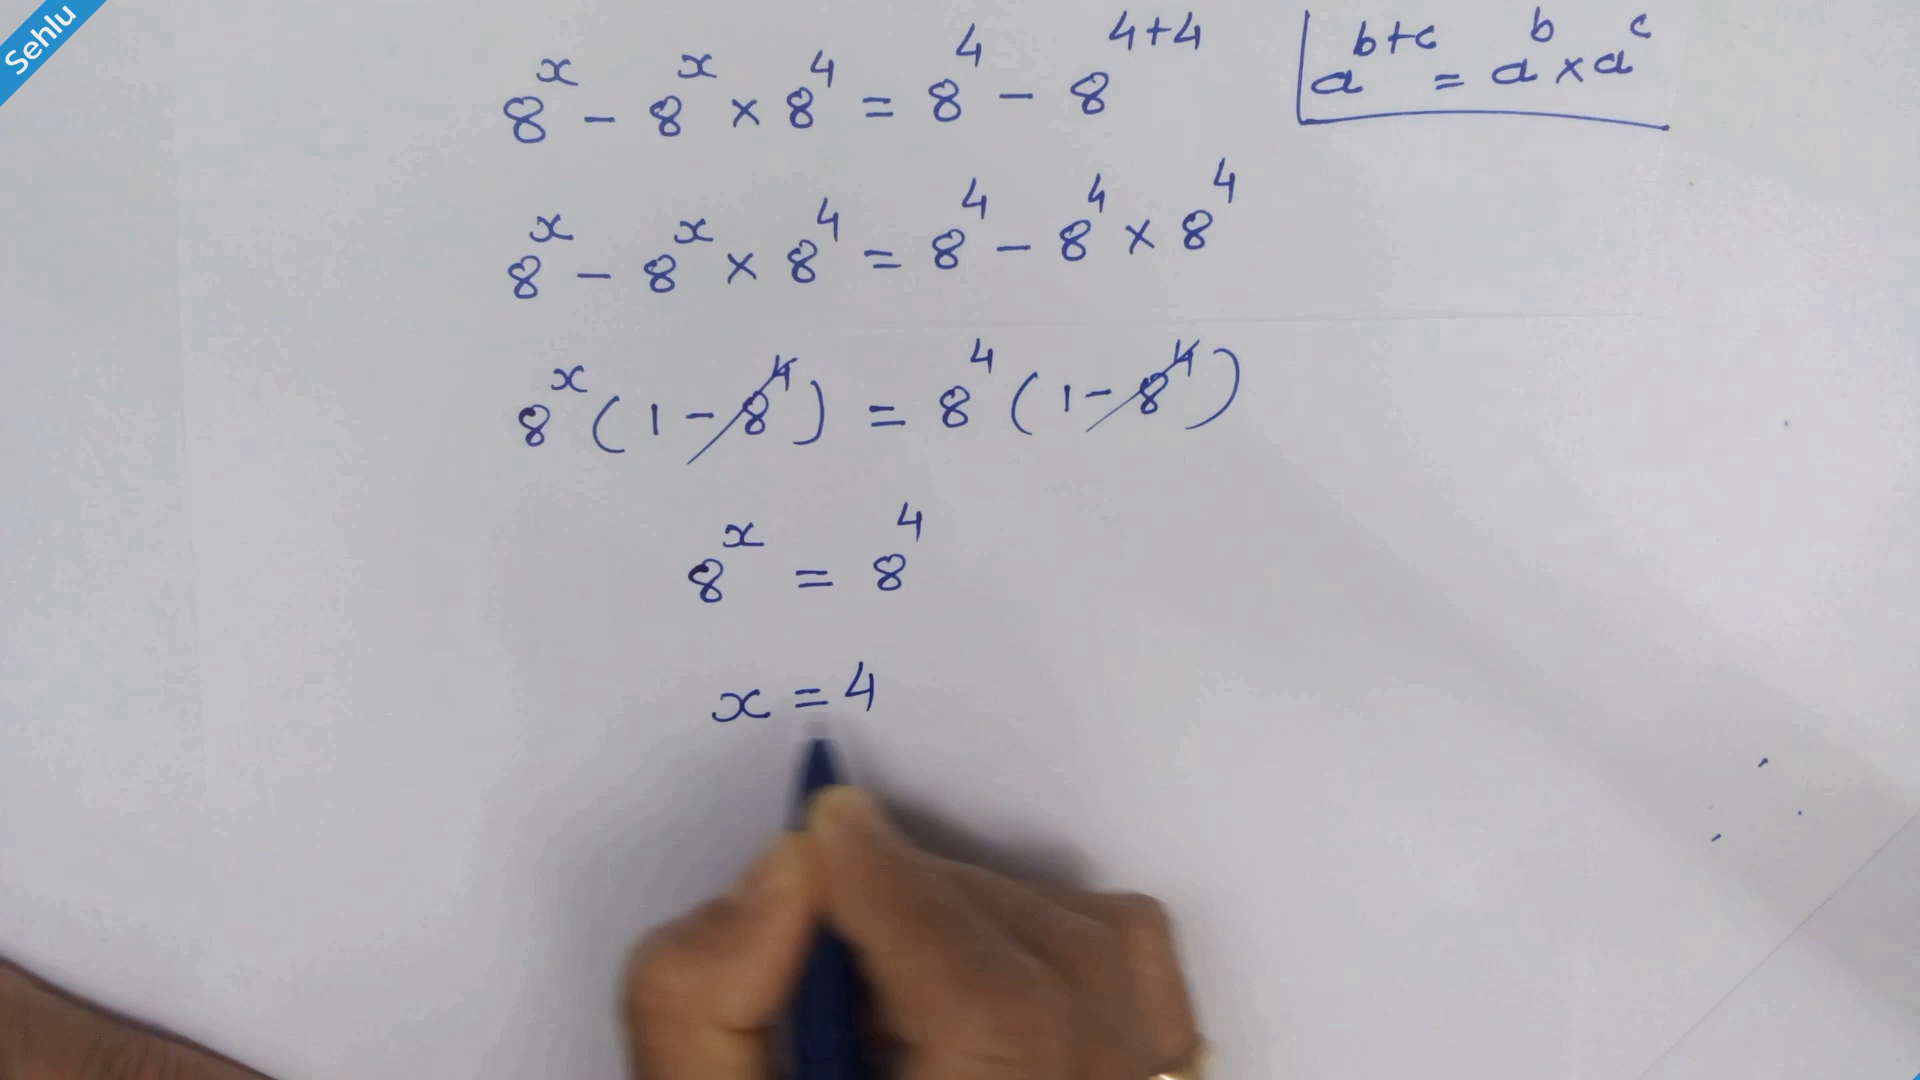 Sehlu
8^x - 8^x × 8^4 = 8^4 - 8^{4+4}
a^{b+c} = a^b × a^c
8^x - 8^x × 8^4 = 8^4 - 8^4 × 8^4
8^x (1 - 8^4) = 8^4 (1 - 8^4)
8^x = 8^4
x = 4